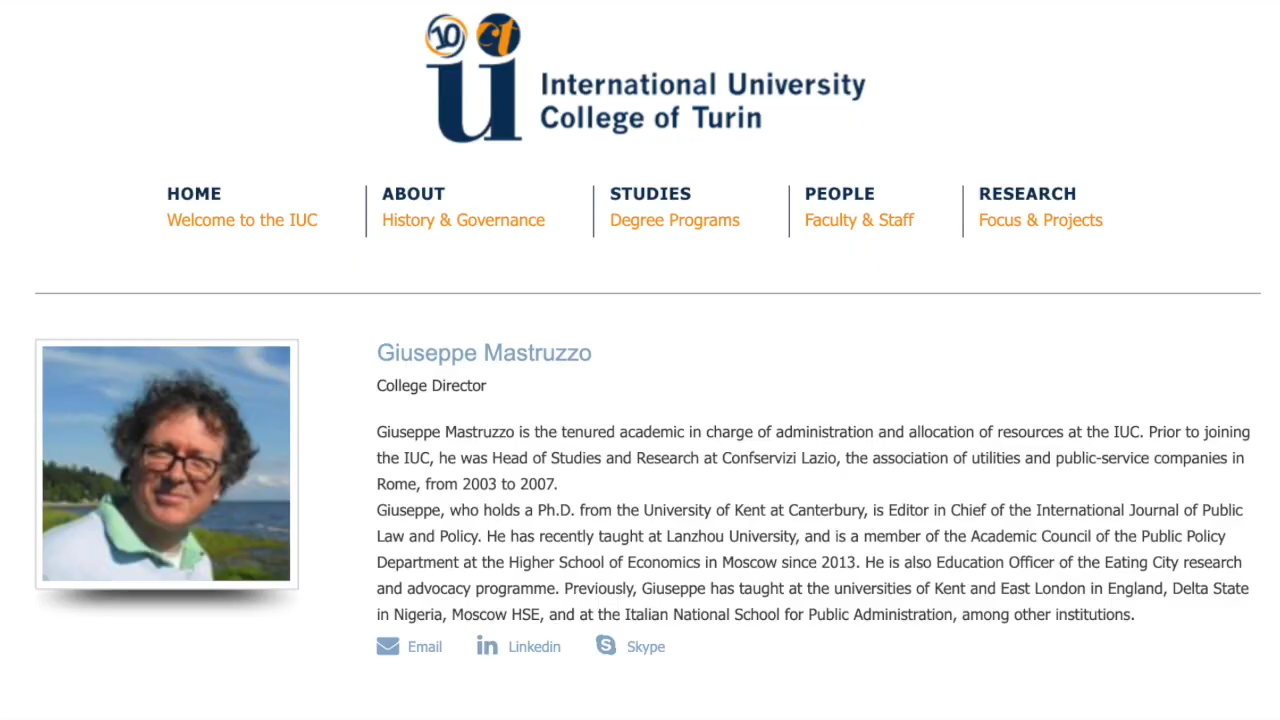 10 ct
u
International University
College of Turin
HOME
Welcome to the IUC
ABOUT
History & Governance
STUDIES
Degree Programs
PEOPLE
Faculty & Staff
RESEARCH
Focus & Projects
Giuseppe Mastruzzo
College Director
Giuseppe Mastruzzo is the tenured academic in charge of administration and allocation of resources at the IUC. Prior to joining
the IUC, he was Head of Studies and Research at Confservizi Lazio, the association of utilities and public-service companies in
Rome, from 2003 to 2007.
Giuseppe, who holds a Ph.D. from the University of Kent at Canterbury, is Editor in Chief of the International Journal of Public
Law and Policy. He has recently taught at Lanzhou University, and is a member of the Academic Council of the Public Policy
Department at the Higher School of Economics in Moscow since 2013. He is also Education Officer of the Eating City research
and advocacy programme. Previously, Giuseppe has taught at the universities of Kent and East London in England, Delta State
in Nigeria, Moscow HSE, and at the Italian National School for Public Administration, among other institutions.
Email in Linkedin S Skype